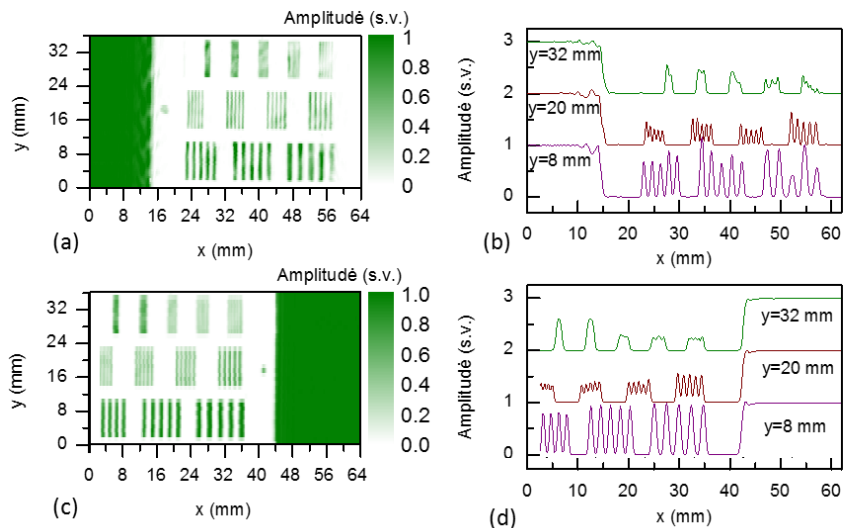 Amplitudė (s.v.)
y (mm)
36
32
24
16
8
0
0 8 16 24 32 40 48 56 64
x (mm)
1
0.8
0.6
0.4
0.2
0
(a)
Amplitudė (s.v.)
3
2
1
0
y=32 mm
y=20 mm
y=8 mm
0 10 20 30 40 50 60
x (mm)
(b)
Amplitudė (s.v.)
y (mm)
32
24
16
8
0
0 8 16 24 32 40 48 56 64
x (mm)
1.0
0.8
0.6
0.4
0.2
0.0
(c)
Amplitudė (s.v.)
3
2
1
0
y=32 mm
y=20 mm
y=8 mm
0 10 20 30 40 50 60
x (mm)
(d)